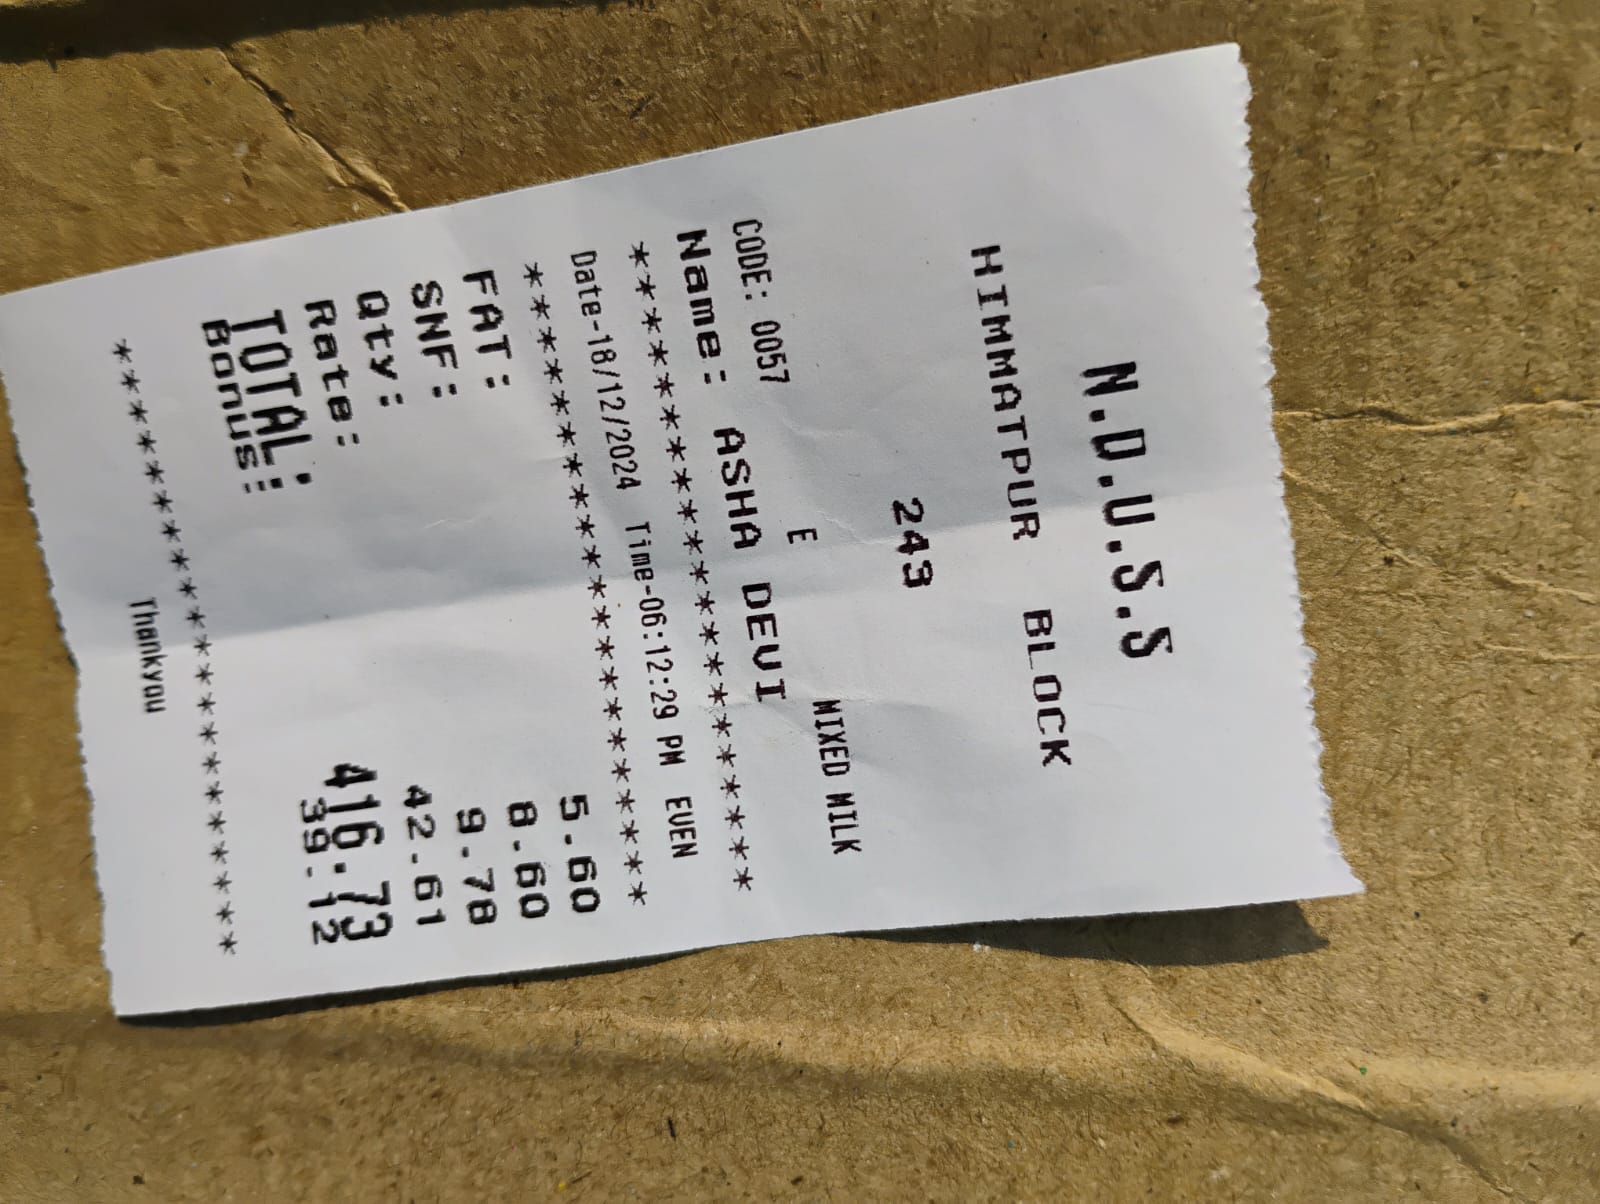 N.D.U.S.S
HIMMATPUR BLOCK
243
CODE: 0057 E MIXED MILK
Name: ASHA DEVI
********************
Date-18/12/2024 Time-06:12:29 PM EVEN
********************
FAT: 5.60
SNF: 8.60
Qty: 9.78
Rate: 42.61
TOTAL: 416.73
Bonus: 39.12
********************
Thankyou